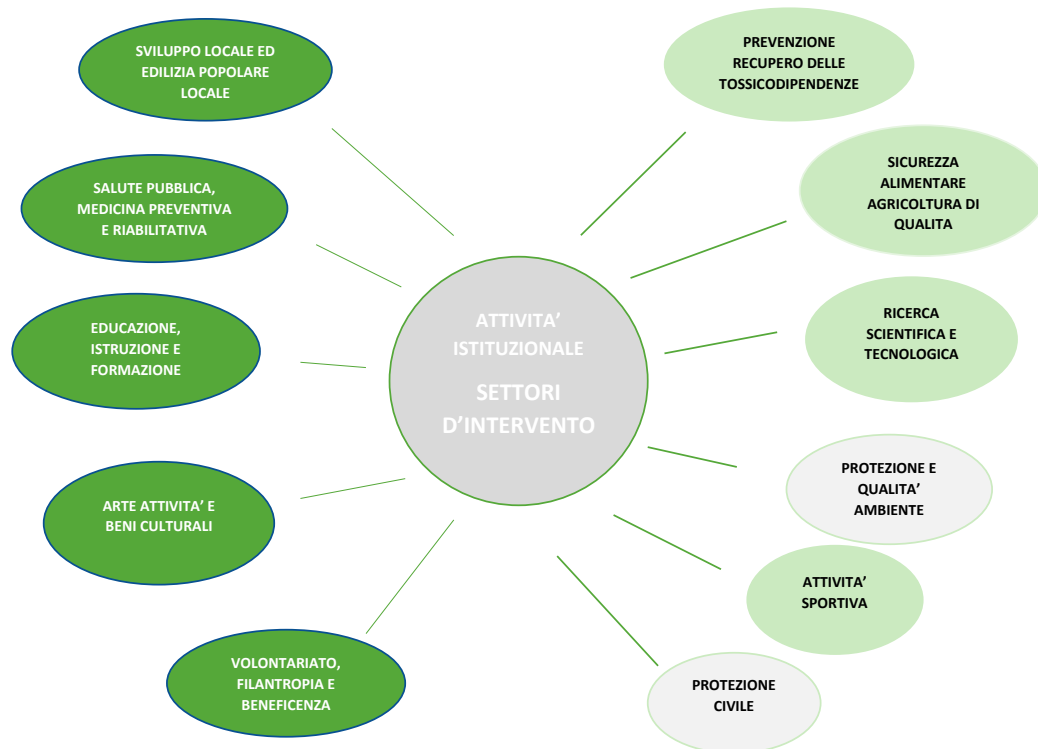 SVILUPPO LOCALE ED
EDILIZIA POPOLARE
LOCALE
SALUTE PUBBLICA,
MEDICINA PREVENTIVA
E RIABILITATIVA
EDUCAZIONE,
ISTRUZIONE E
FORMAZIONE
ARTE ATTIVITA’ E
BENI CULTURALI
VOLONTARIATO,
FILANTROPIA E
BENEFICENZA
ATTIVITA’
ISTITUZIONALE
SETTORI
D’INTERVENTO
PREVENZIONE
RECUPERO DELLE
TOSSICODIPENDENZE
SICUREZZA
ALIMENTARE
AGRICOLTURA DI
QUALITA
RICERCA
SCIENTIFICA E
TECNOLOGICA
PROTEZIONE E
QUALITA’
AMBIENTE
ATTIVITA’
SPORTIVA
PROTEZIONE
CIVILE